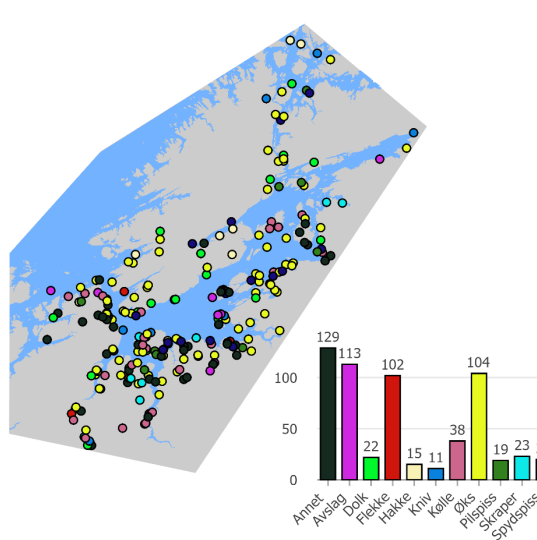 129
113
22
102
15
11
38
104
19
23
100
50
0
Annet
Avslag
Dolk
Flekke
Hakke
Kniv
Kølle
Øks
Pilspiss
Skraper
Spydspiss